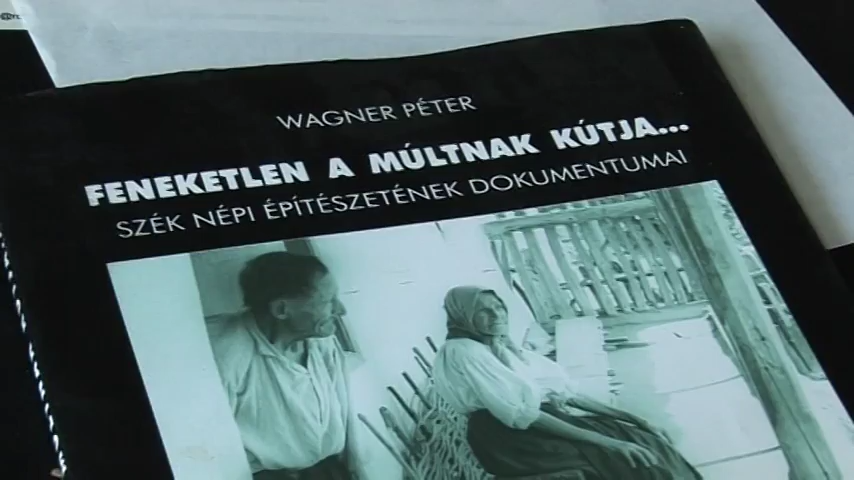 WAGNER PÉTER
FENEKETLEN A MÚLTNAK KÚTJA...
SZÉK NÉPI ÉPÍTÉSZETÉNEK DOKUMENTUMAI